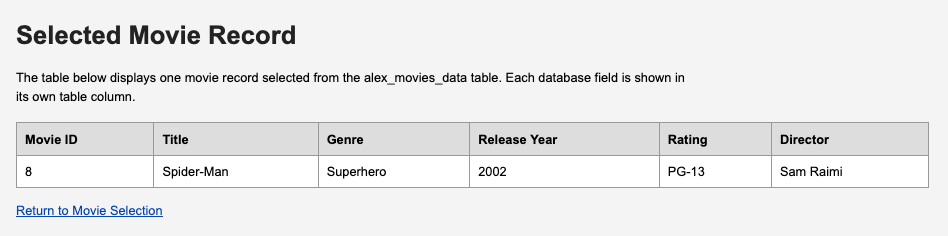 Selected Movie Record
The table below displays one movie record selected from the alex_movies_data table. Each database field is shown in
its own table column.
Movie ID Title Genre Release Year Rating Director
8 Spider-Man Superhero 2002 PG-13 Sam Raimi
Return to Movie Selection